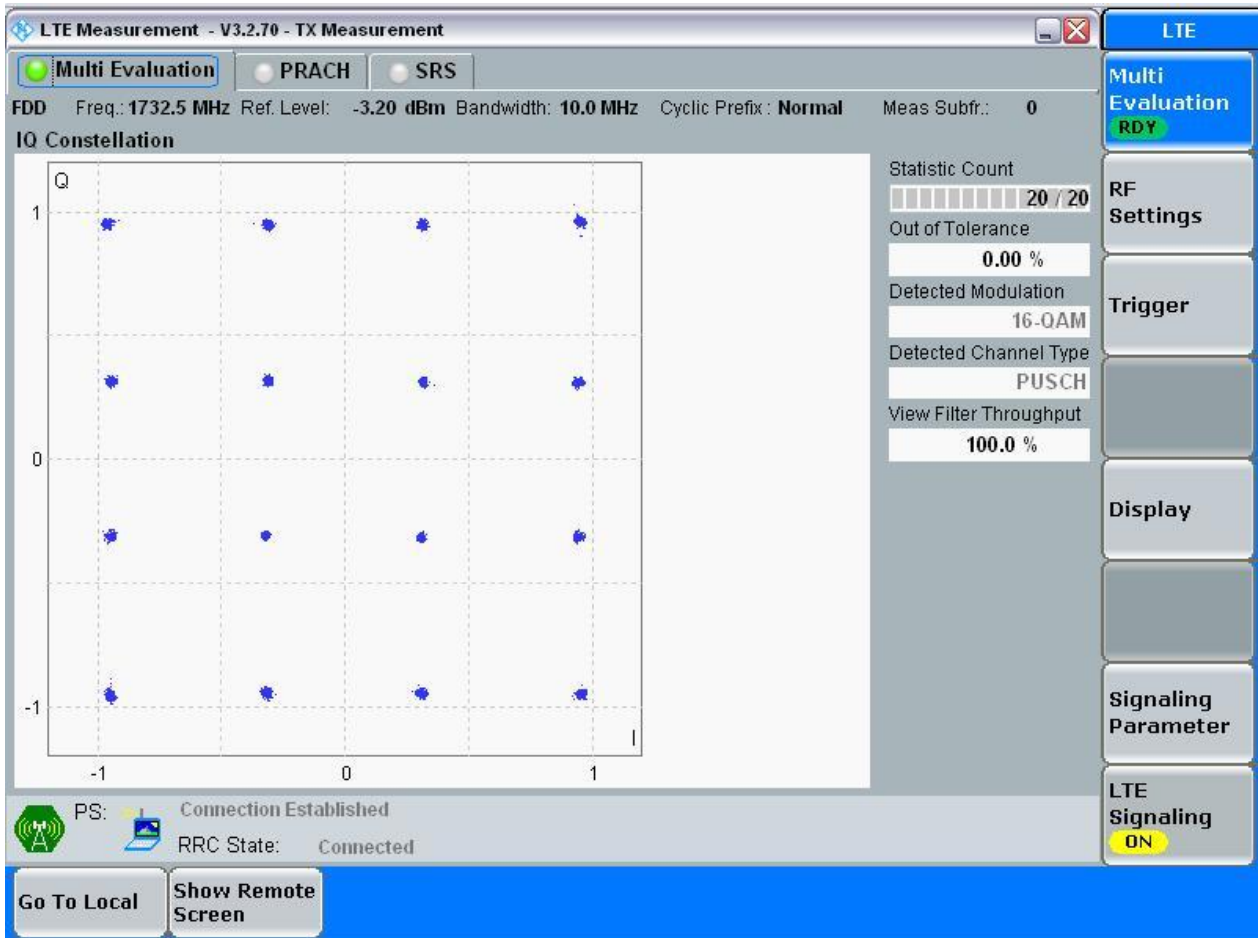 LTE Measurement - V3.2.70 - TX Measurement
LTE
Multi Evaluation PRACH SRS
Multi
Evaluation
RDY
FDD Freq.: 1732.5 MHz Ref. Level: -3.20 dBm Bandwidth: 10.0 MHz Cyclic Prefix : Normal Meas Subfr.: 0
IQ Constellation
Q
1
0
-1
I
-1 0 1
Statistic Count
20 / 20
Out of Tolerance
0.00 %
Detected Modulation
16-QAM
Detected Channel Type
PUSCH
View Filter Throughput
100.0 %
RF
Settings
Trigger
Display
Signaling
Parameter
LTE
Signaling
ON
PS: Connection Established
RRC State: Connected
Go To Local
Show Remote
Screen